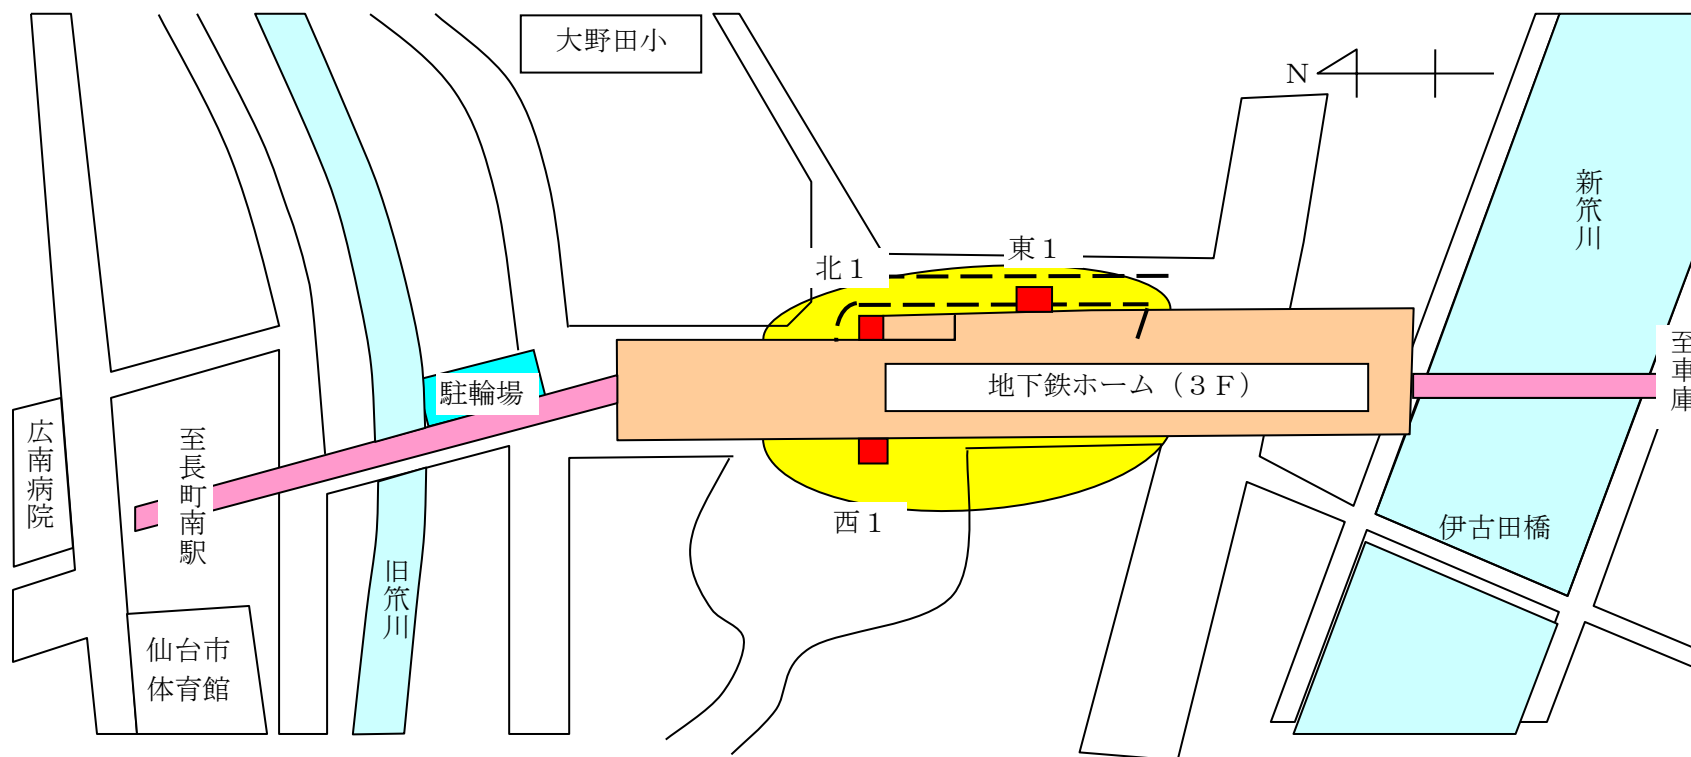 大野田小
N
新笊川
東1
北1
至車庫
地下鉄ホーム(3F)
駐輪場
広南病院
至長町南駅
西1
伊古田橋
旧笊川
仙台市
体育館